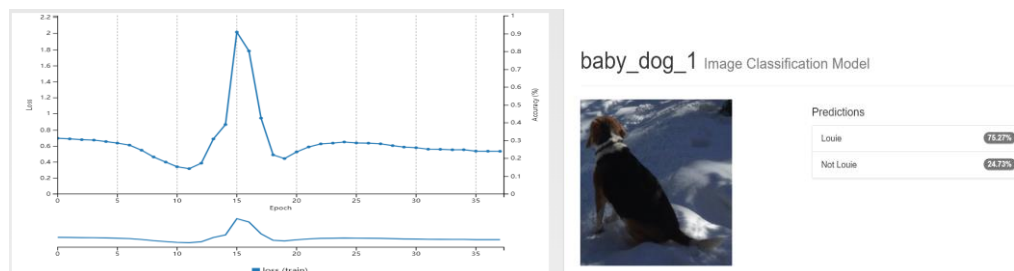 2.2
2
1.8
1.6
1.4
1.2
1
0.8
0.6
0.4
0.2
0
Loss
0 5 10 15 20 25 30 35
Epoch
1
0.9
0.8
0.7
0.6
0.5
0.4
0.3
0.2
0.1
0
Accuracy (%)
0 5 10 15 20 25 30 35
loss (train)
baby_dog_1 Image Classification Model
Predictions
Louie 75.27%
Not Louie 24.73%